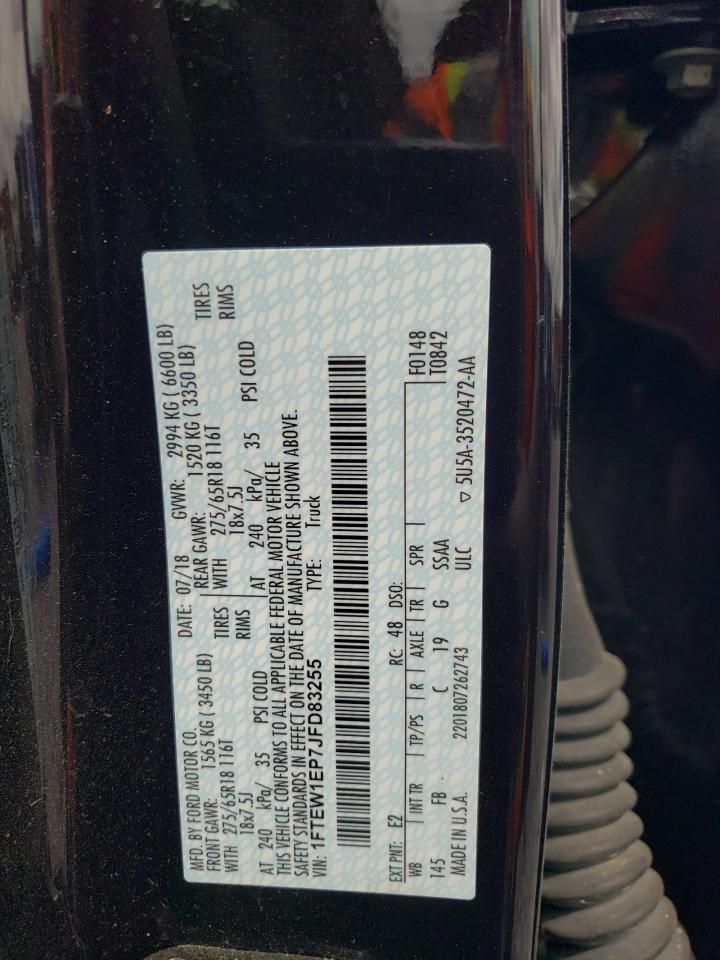 MFD. BY FORD MOTOR CO. DATE: 07/18 GVWR: 2994 KG ( 6600 LB)
FRONT GAWR: 1565 KG ( 3450 LB) REAR GAWR: 1520 KG ( 3350 LB)
WITH 275/65R18 116T TIRES WITH 275/65R18 116T TIRES
18x7.5J RIMS 18x7.5J RIMS
AT 240 kPa/ 35 PSI COLD AT 240 kPa/ 35 PSI COLD
THIS VEHICLE CONFORMS TO ALL APPLICABLE FEDERAL MOTOR VEHICLE
SAFETY STANDARDS IN EFFECT ON THE DATE OF MANUFACTURE SHOWN ABOVE.
VIN: 1FTEW1EP7JFD83255 TYPE: Truck
EXT PNT: E2 RC: 48 DSO: F0148
WB INT TR TP/PS R AXLE TR SPR T0842
145 FB C 19 G SSAA
MADE IN U.S.A. 2201807262743 ULC ▽ 5U5A-3520472-AA